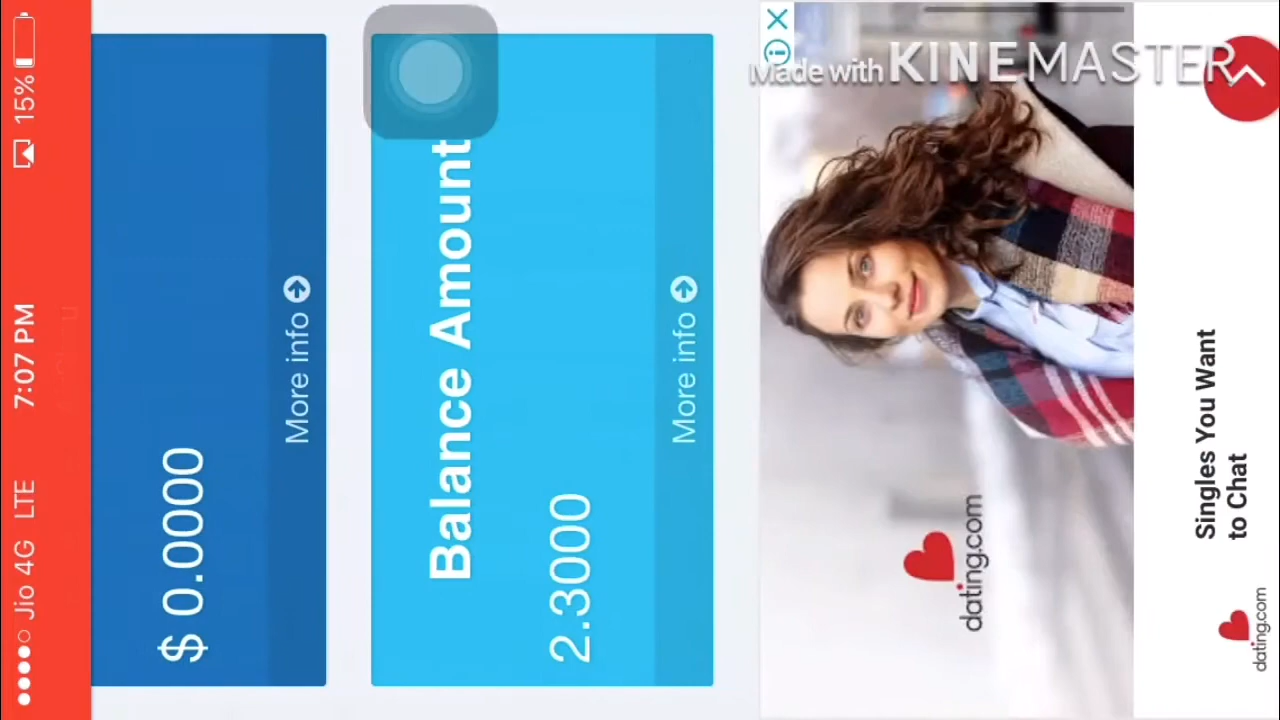 Jio 4G LTE 7:07 PM 15%
$ 0.0000
More info
Balance Amount
2.3000
More info
Made with KINEMASTER
dating.com
Singles You Want
to Chat
dating.com